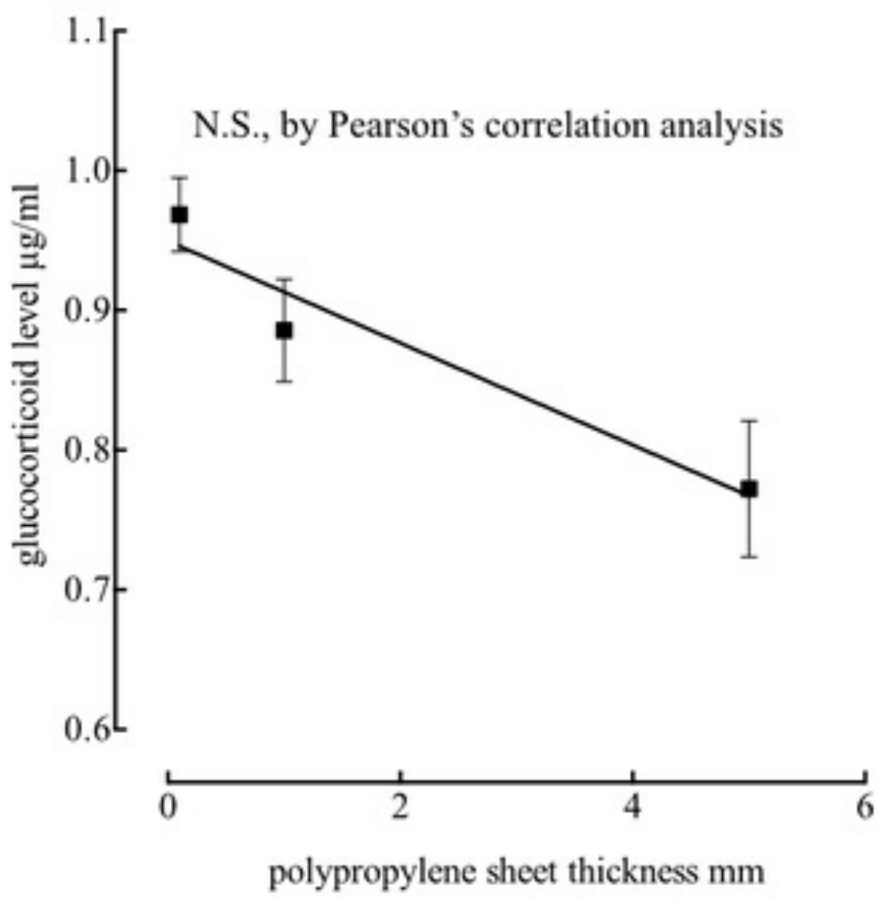 1.1
N.S., by Pearson's correlation analysis
1.0
0.9
0.8
0.7
0.6
glucocorticoid level µg/ml
0 2 4 6
polypropylene sheet thickness mm